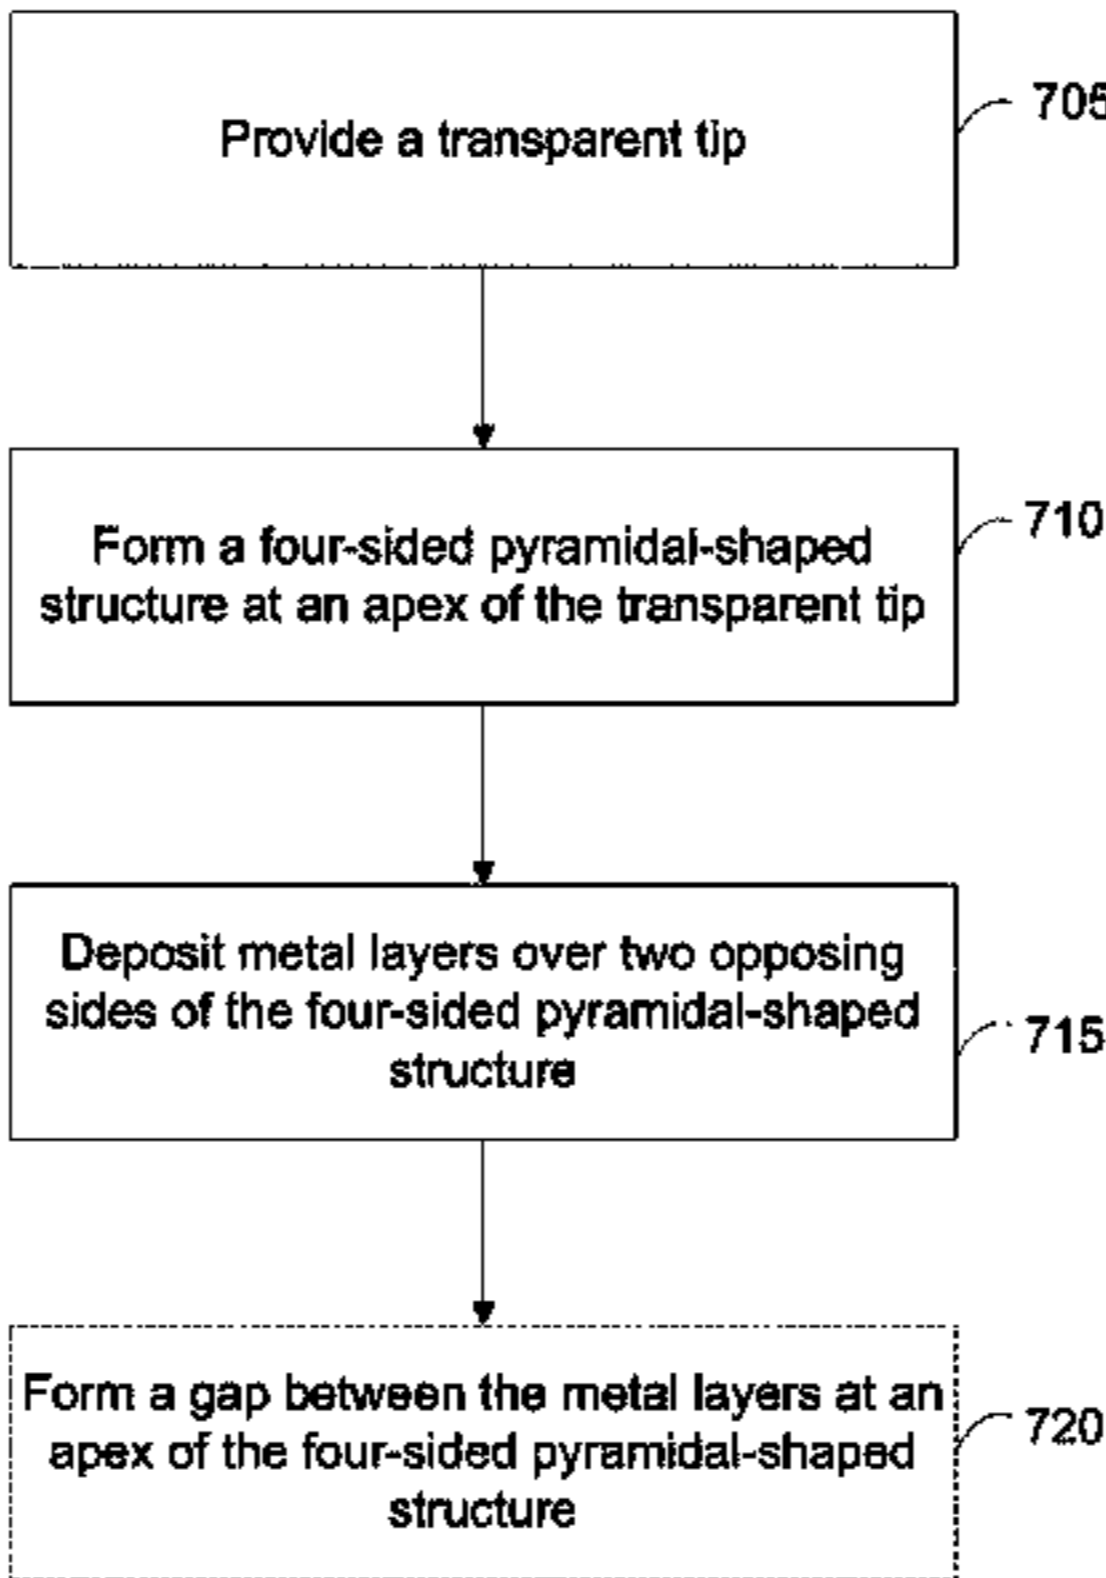 Provide a transparent tip
705
Form a four-sided pyramidal-shaped
structure at an apex of the transparent tip
710
Deposit metal layers over two opposing
sides of the four-sided pyramidal-shaped
structure
715
Form a gap between the metal layers at an
apex of the four-sided pyramidal-shaped
structure
720